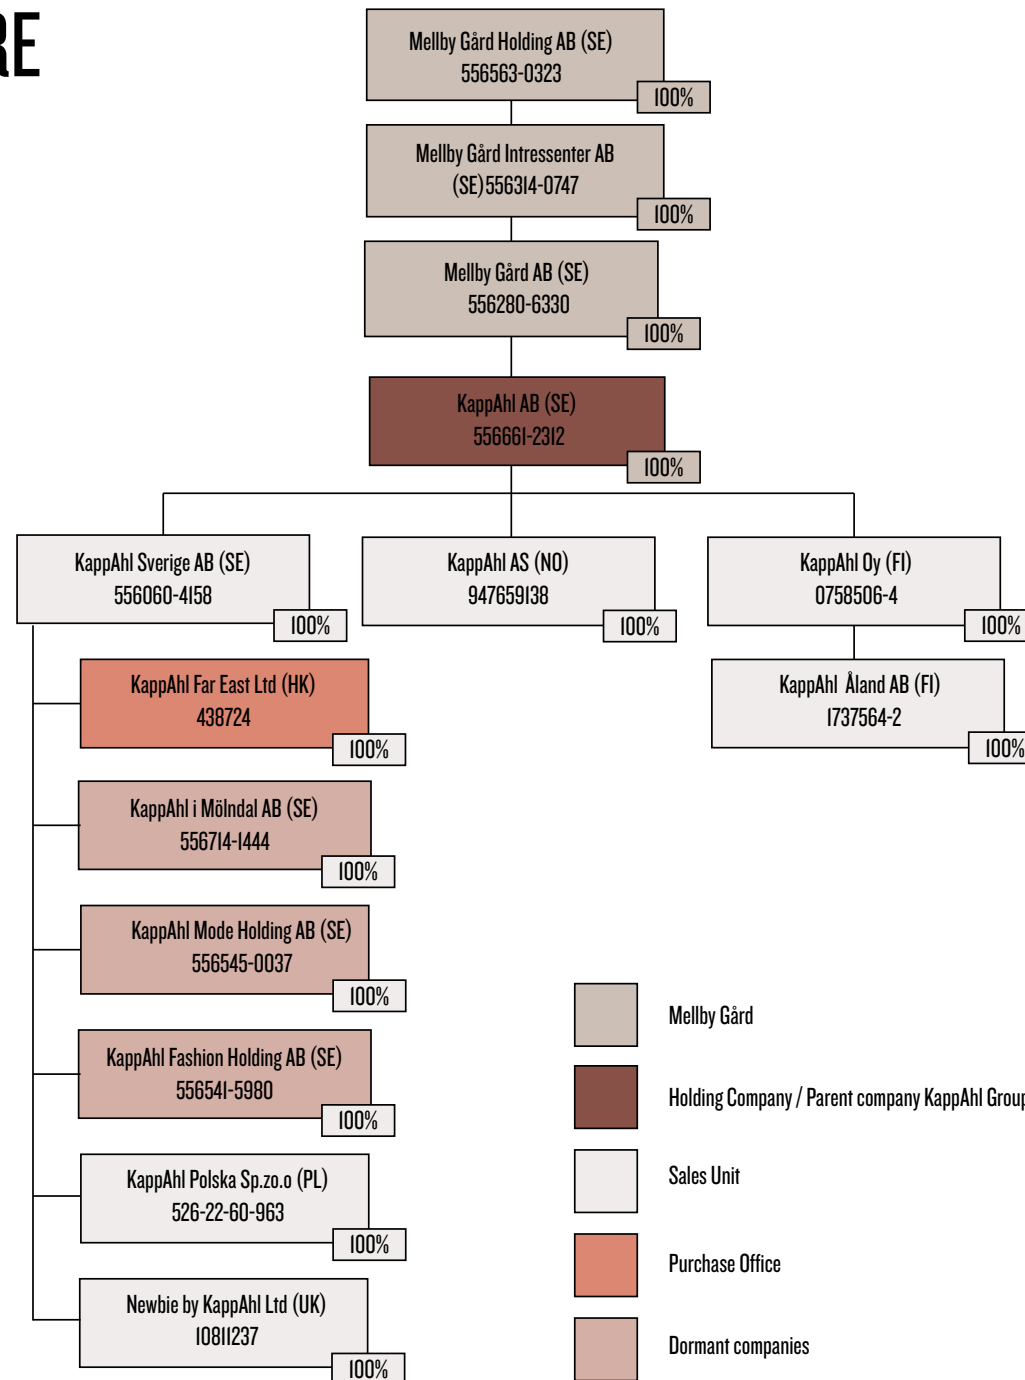 RE
Mellby Gård Holding AB (SE)
556563-0323
100%
Mellby Gård Intressenter AB
(SE)556314-0747
100%
Mellby Gård AB (SE)
556280-6330
100%
KappAhl AB (SE)
556661-2312
100%
KappAhl Sverige AB (SE)
556060-4158
100%
KappAhl AS (NO)
947659138
100%
KappAhl Oy (FI)
0758506-4
100%
KappAhl Far East Ltd (HK)
438724
100%
KappAhl Åland AB (FI)
1737564-2
100%
KappAhl i Mölndal AB (SE)
556714-1444
100%
KappAhl Mode Holding AB (SE)
556545-0037
100%
KappAhl Fashion Holding AB (SE)
556541-5980
100%
KappAhl Polska Sp.zo.o (PL)
526-22-60-963
100%
Newbie by KappAhl Ltd (UK)
10811237
100%
Mellby Gård
Holding Company / Parent company KappAhl Group
Sales Unit
Purchase Office
Dormant companies